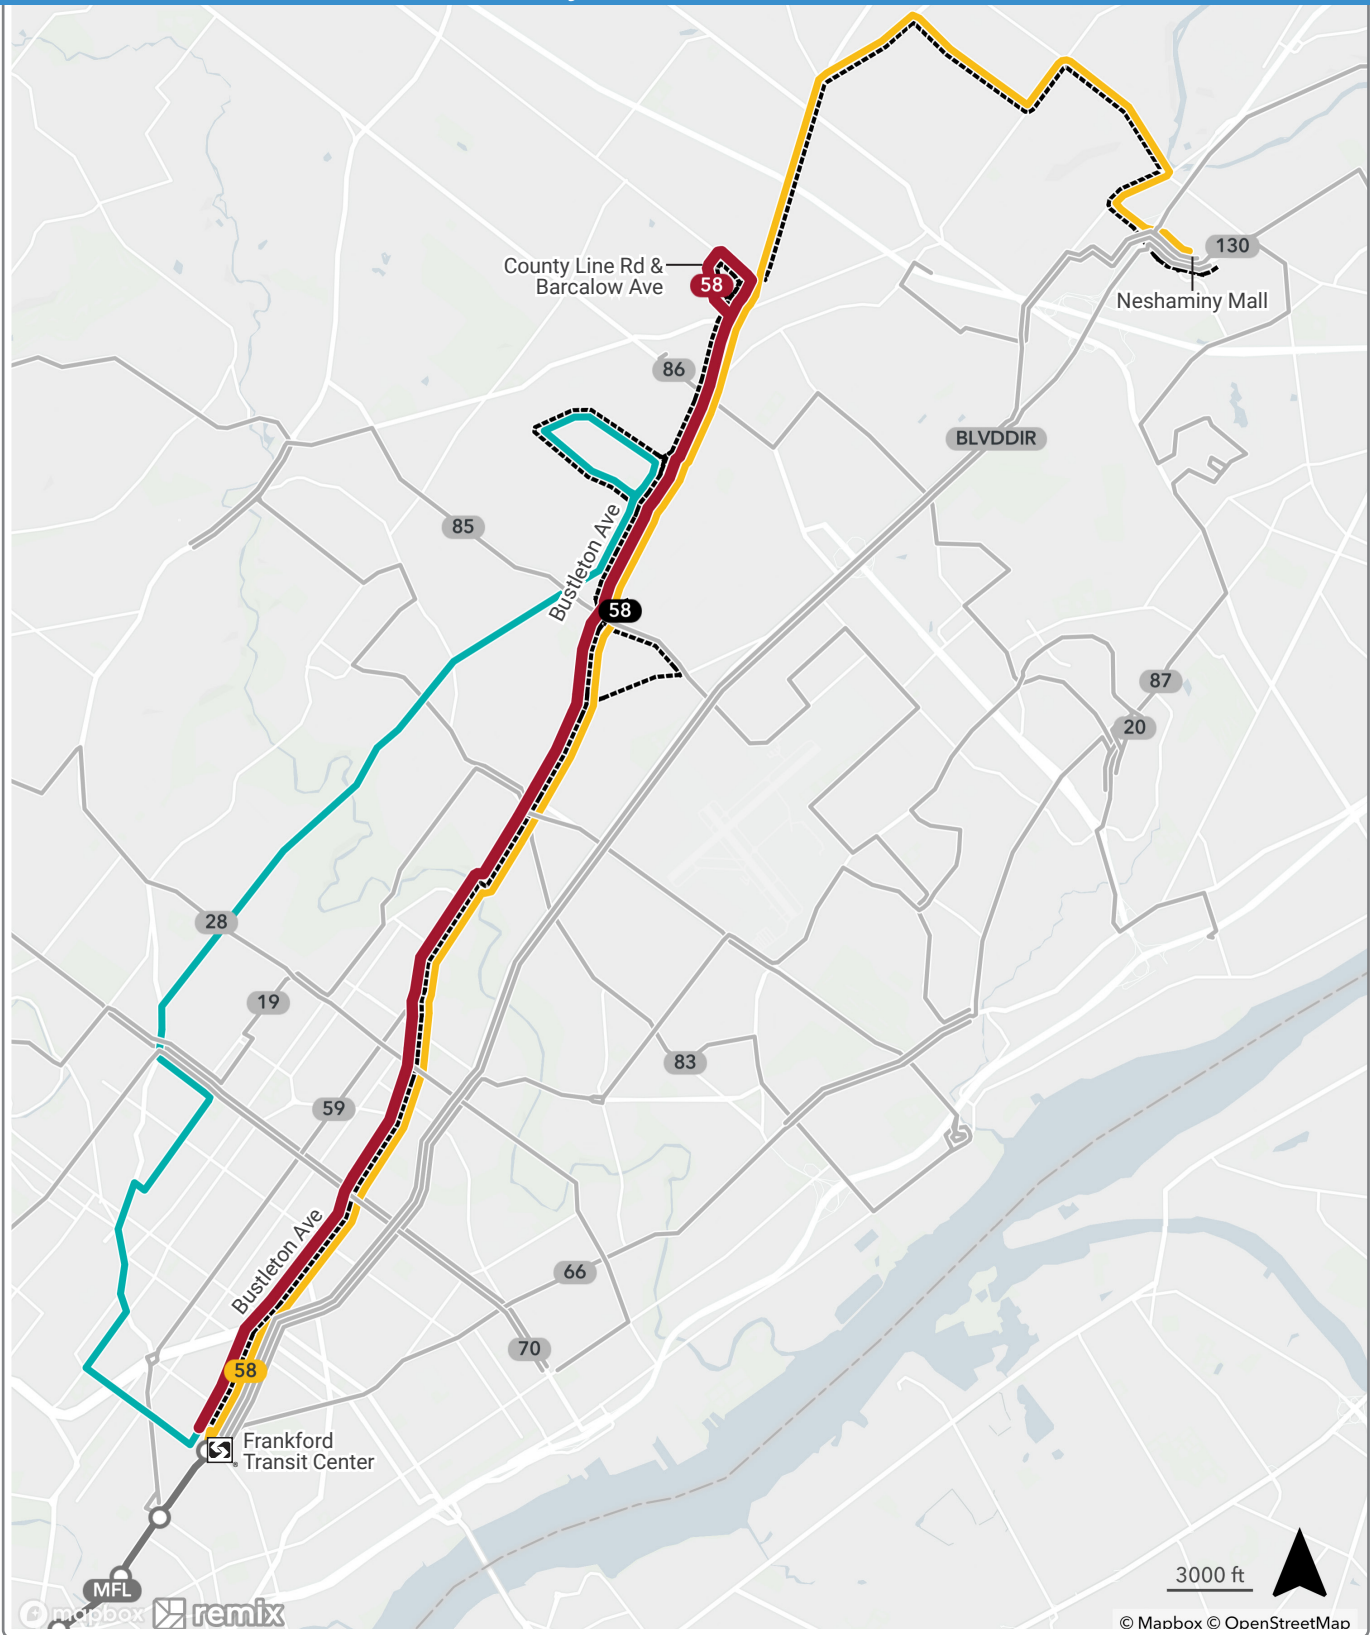 130
County Line Rd &
Barcalow Ave
58
Neshaminy Mall
86
BLVDDIR
85
Bustleton Ave
58
87
20
28
19
83
59
Bustleton Ave
66
70
58
Frankford
Transit Center
MFL
mapbox
remix
3000 ft
© Mapbox © OpenStreetMap